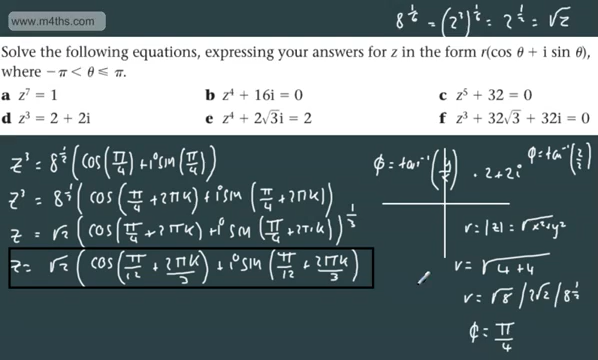 www.m4ths.com
8^{1/6} = (2^3)^{1/6} = 2^{1/2} = √2
Solve the following equations, expressing your answers for z in the form r(cos θ + i sin θ),
where −π < θ ⩽ π.
a z^7 = 1
b z^4 + 16i = 0
c z^5 + 32 = 0
d z^3 = 2 + 2i
e z^4 + 2√3i = 2
f z^3 + 32√3 + 32i = 0
z^3 = 8^{1/2} (cos(π/4) + i sin(π/4))
z^3 = 8^{1/2} (cos(π/4 + 2πk) + i sin(π/4 + 2πk))
z = √2 (cos(π/4 + 2πk) + i sin(π/4 + 2πk))^{1/3}
z = √2 (cos(π/12 + 2πk/3) + i sin(π/12 + 2πk/3))
φ = tan^{-1}(y/x)
· 2+2i
φ = tan^{-1}(2/2)
r = |z| = √x²+y²
r = √4+4
r = √8 / 2√2 / 8^{1/2}
φ = π/4